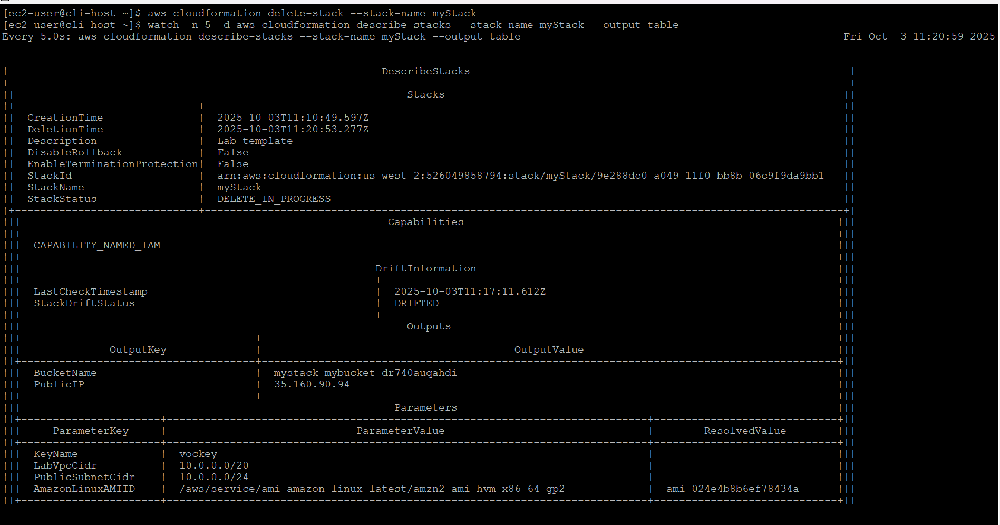 [ec2-user@cli-host ~]$ aws cloudformation delete-stack --stack-name myStack
[ec2-user@cli-host ~]$ watch -n 5 -d aws cloudformation describe-stacks --stack-name myStack --output table
Every 5.0s: aws cloudformation describe-stacks --stack-name myStack --output table Fri Oct  3 11:20:59 2025
DescribeStacks
Stacks
CreationTime | 2025-10-03T11:10:49.597Z
DeletionTime | 2025-10-03T11:20:53.277Z
Description | Lab template
DisableRollback | False
EnableTerminationProtection| False
StackId | arn:aws:cloudformation:us-west-2:526049858794:stack/myStack/9e288dc0-a049-11f0-bb8b-06c9f9da9bb1
StackName | myStack
StackStatus | DELETE_IN_PROGRESS
Capabilities
CAPABILITY_NAMED_IAM
DriftInformation
LastCheckTimestamp | 2025-10-03T11:17:11.612Z
StackDriftStatus | DRIFTED
Outputs
OutputKey | OutputValue
BucketName | mystack-mybucket-dr740auqahdi
PublicIP | 35.160.90.94
Parameters
ParameterKey | ParameterValue | ResolvedValue
KeyName | vockey |
LabVpcCidr | 10.0.0.0/20 |
PublicSubnetCidr | 10.0.0.0/24 |
AmazonLinuxAMIID | /aws/service/ami-amazon-linux-latest/amzn2-ami-hvm-x86_64-gp2 | ami-024e4b8b6ef78434a